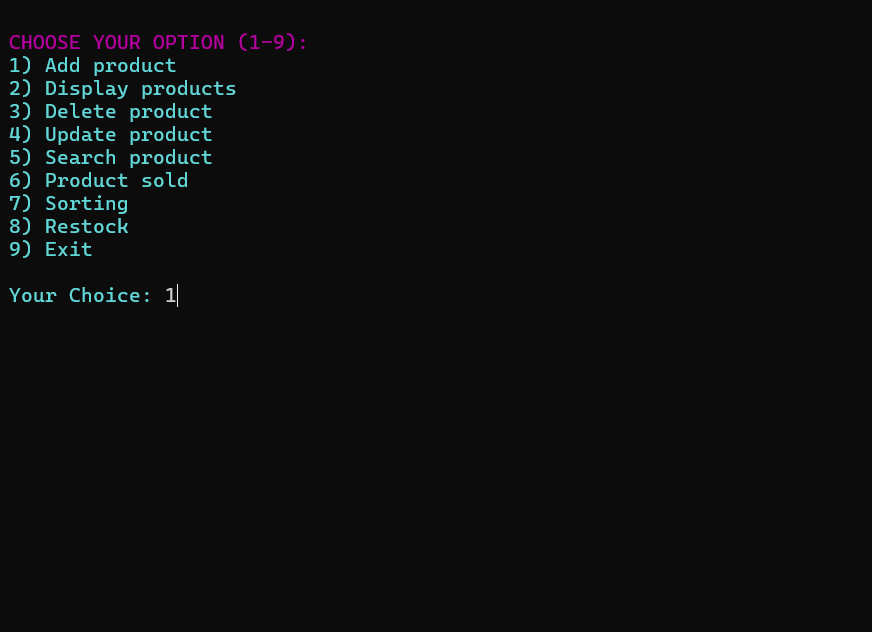 CHOOSE YOUR OPTION (1-9):
1) Add product
2) Display products
3) Delete product
4) Update product
5) Search product
6) Product sold
7) Sorting
8) Restock
9) Exit
Your Choice: 1